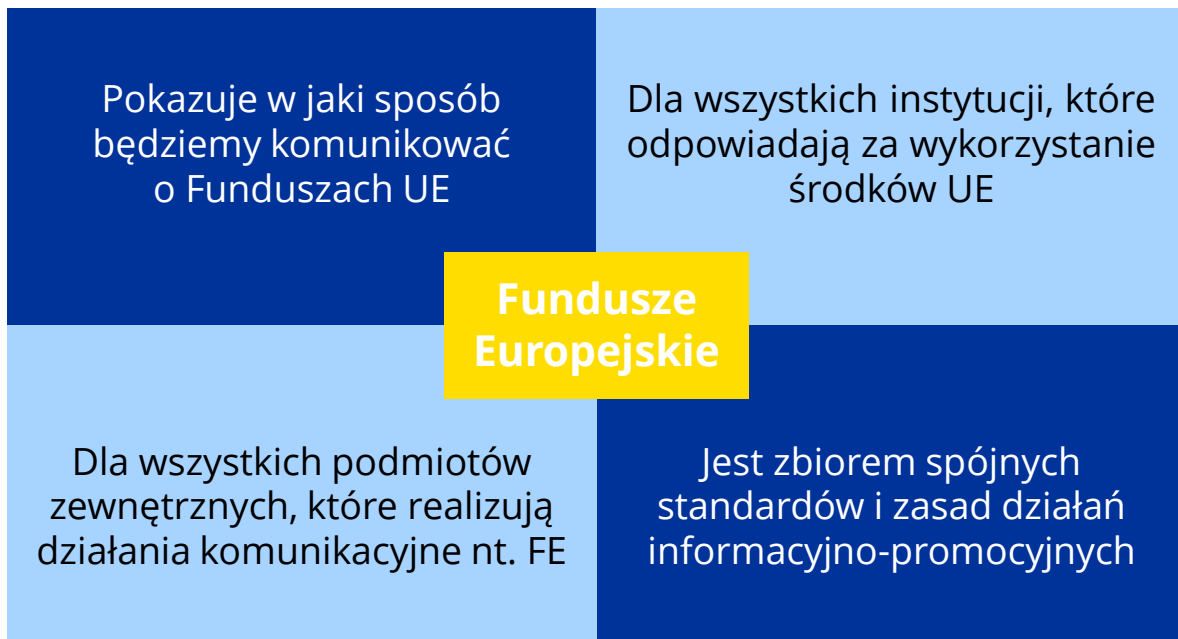 Pokazuje w jaki sposób
będziemy komunikować
o Funduszach UE
Dla wszystkich instytucji, które
odpowiadają za wykorzystanie
środków UE
Fundusze
Europejskie
Dla wszystkich podmiotów
zewnętrznych, które realizują
działania komunikacyjne nt. FE
Jest zbiorem spójnych
standardów i zasad działań
informacyjno-promocyjnych